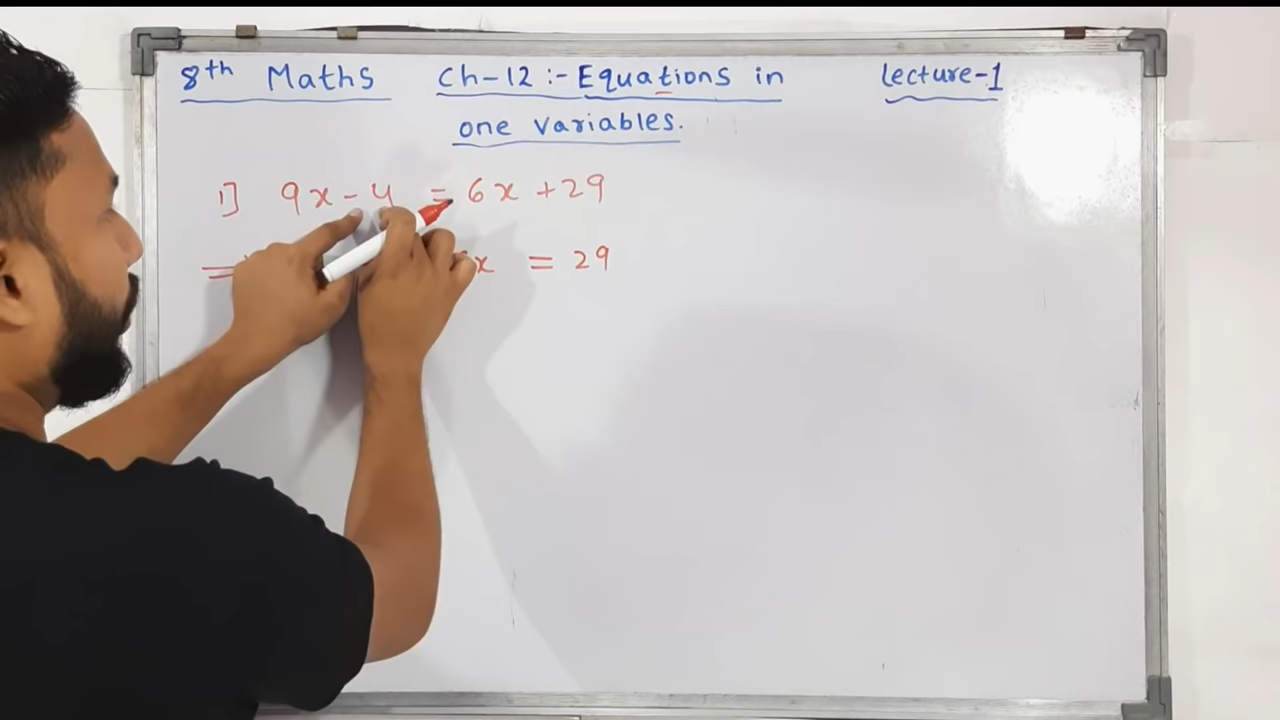 8th Maths Ch-12 :- Equations in Lecture-1
one variables.
1] 9x - 4 = 6x + 29
= x = 29